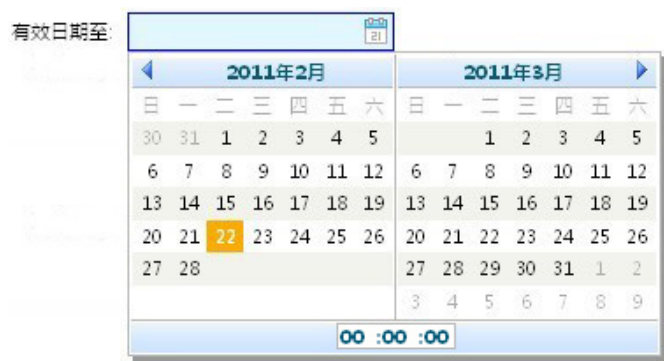 有效日期至: 21
2011年2月 2011年3月
日 一 二 三 四 五 六 日 一 二 三 四 五 六
30 31 1 2 3 4 5 1 2 3 4 5
6 7 8 9 10 11 12 6 7 8 9 10 11 12
13 14 15 16 17 18 19 13 14 15 16 17 18 19
20 21 22 23 24 25 26 20 21 22 23 24 25 26
27 28 27 28 29 30 31 1 2
3 4 5 6 7 8 9
00 :00 :00